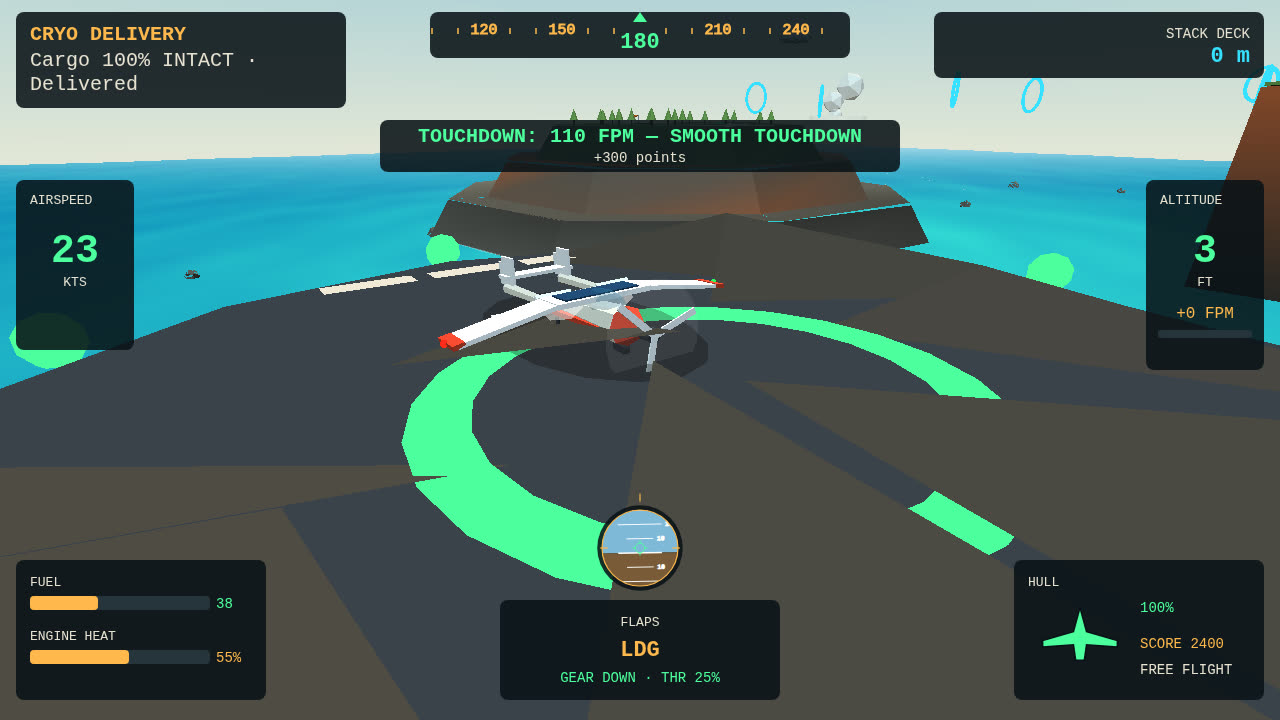 CRYO DELIVERY
Cargo 100% INTACT ·
Delivered
120 150 180 210 240
STACK DECK
0 m
TOUCHDOWN: 110 FPM — SMOOTH TOUCHDOWN
+300 points
AIRSPEED
23
KTS
ALTITUDE
3
FT
+0 FPM
10
10
FUEL
38
ENGINE HEAT
55%
FLAPS
LDG
GEAR DOWN · THR 25%
HULL
100%
SCORE 2400
FREE FLIGHT